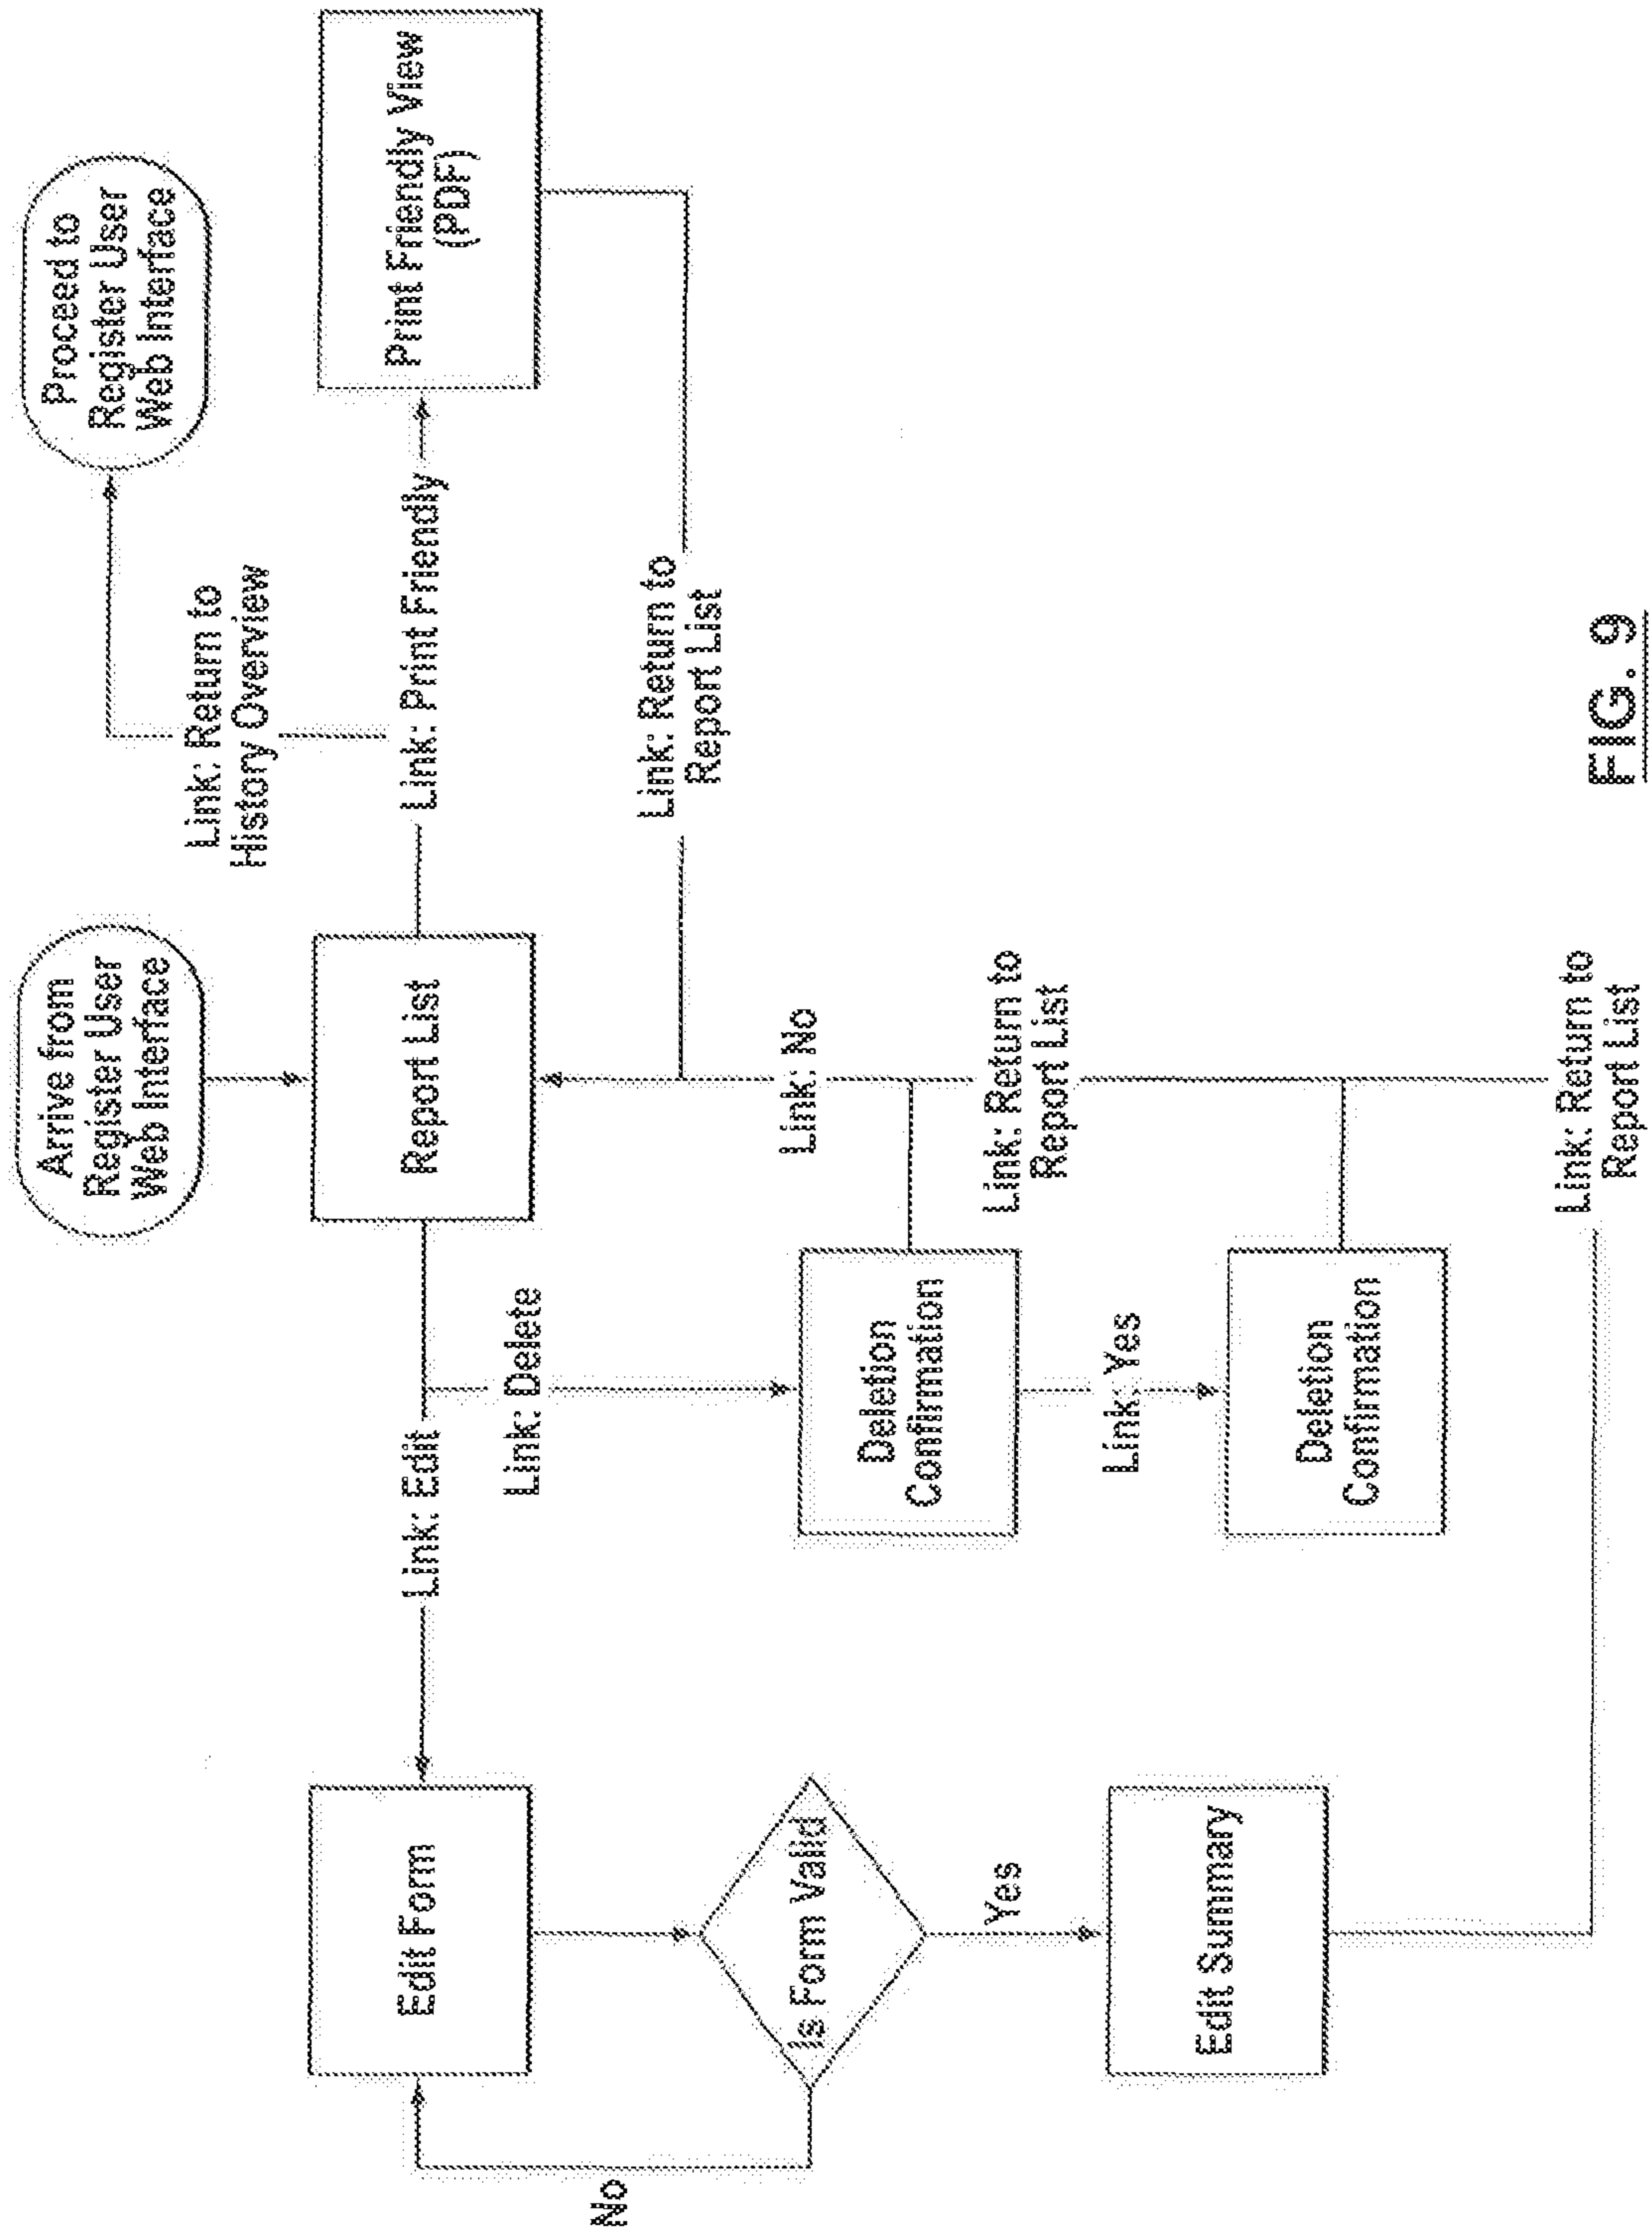 Arrive from
Register User
Web Interface
Proceed to
Register User
Web Interface
Link: Return to
History Overview
Edit Form
Link: Edit
Report List
Link: Print Friendly
Print Friendly View
(PDF)
Link: Delete
No
Link: Return to
Report List
Is Form Valid
Link: No
Deletion
Confirmation
Yes
Link: Yes
Link: Return to
Report List
Edit Summary
Deletion
Confirmation
Link: Return to
Report List
FIG. 9